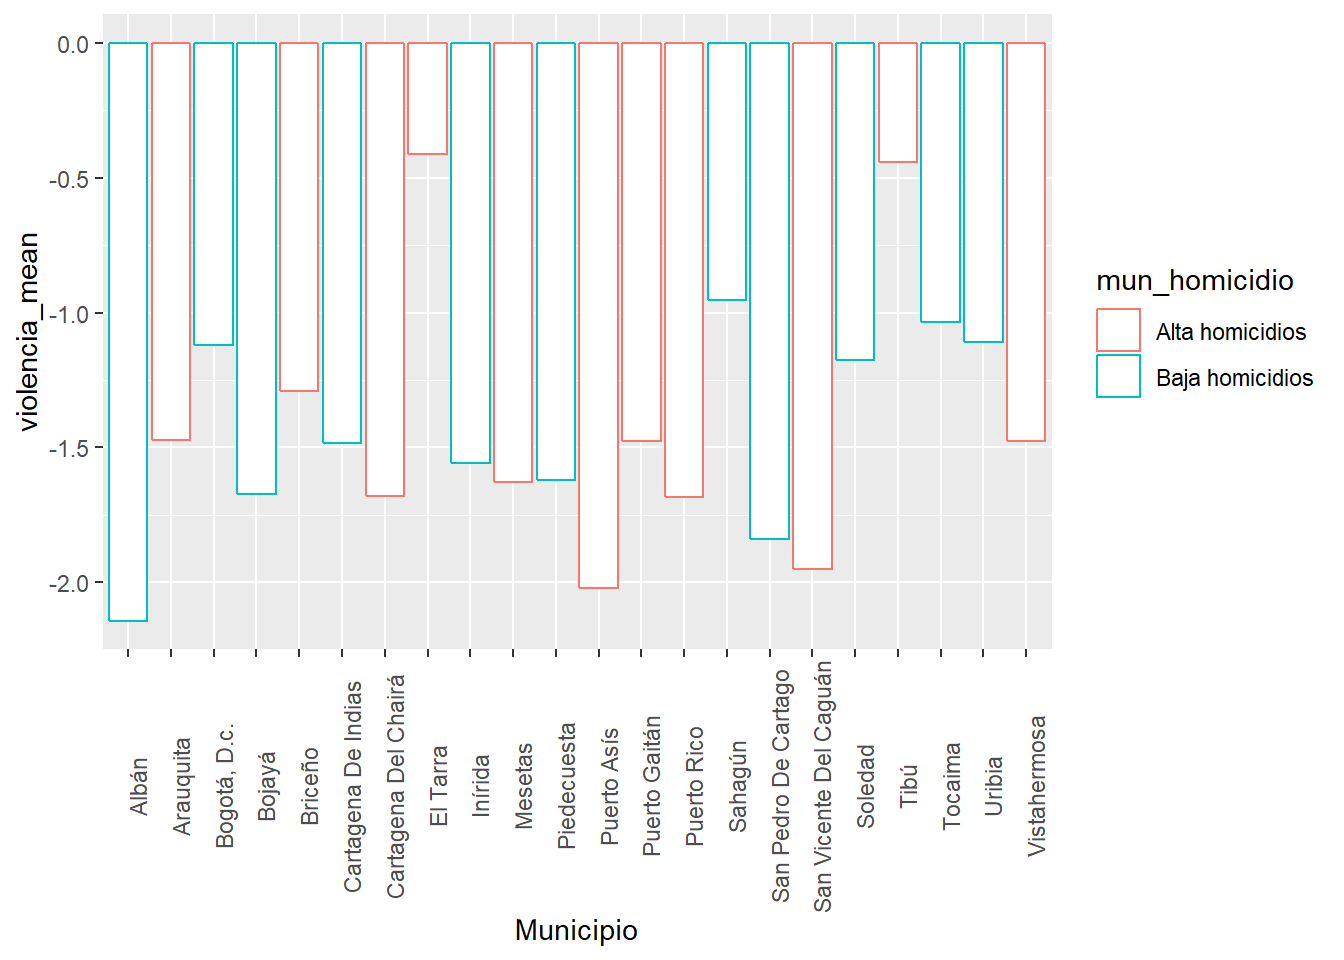 0.0
-0.5
-1.0
-1.5
-2.0
violencia_mean
Albán
Arauquita
Bogotá, D.c.
Bojayá
Briceño
Cartagena De Indias
Cartagena Del Chairá
El Tarra
Inírida
Mesetas
Piedecuesta
Puerto Asís
Puerto Gaitán
Puerto Rico
Sahagún
San Pedro De Cartago
San Vicente Del Caguán
Soledad
Tibú
Tocaima
Uribia
Vistahermosa
Municipio
mun_homicidio
Alta homicidios
Baja homicidios